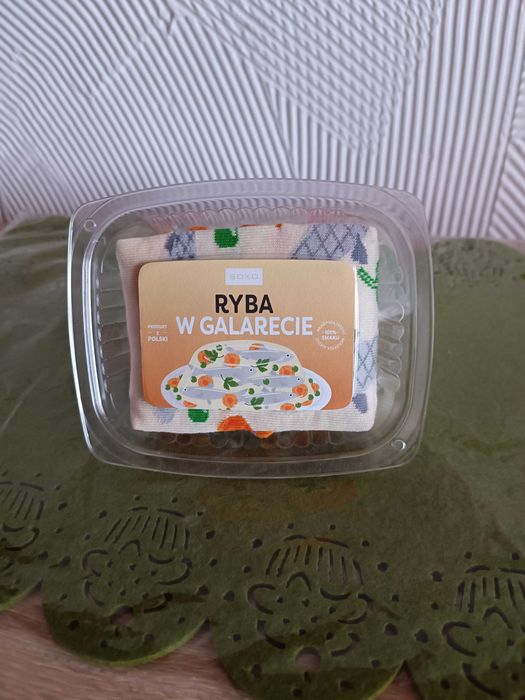 SOXO
RYBA
W GALARECIE
PRODUKT
Z
POLSKI
100%
SMAKU